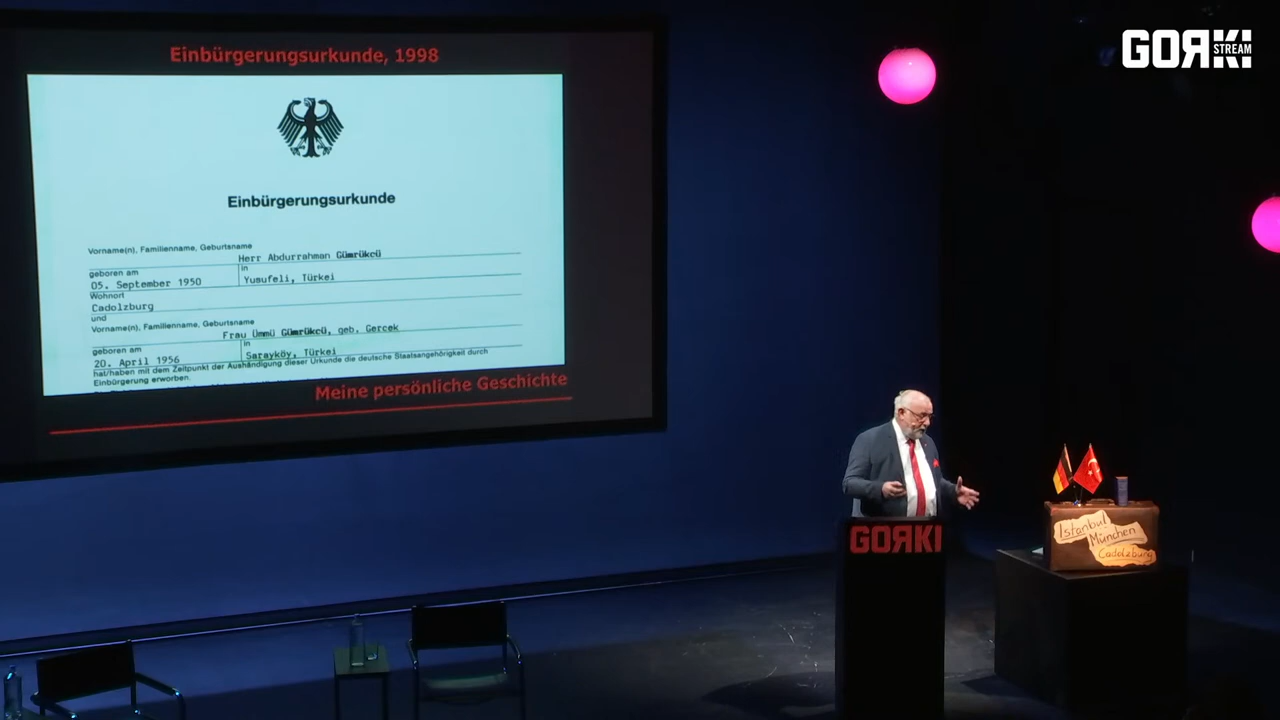 GOЯKI STREAM
Einbürgerungsurkunde, 1998
Einbürgerungsurkunde
Vorname(n), Familienname, Geburtsname
Herr Abdurrahman Gümrükcü
geboren am
in
05. September 1950
Yusufeli, Türkei
Wohnort
Cadolzburg
und
Vorname(n), Familienname, Geburtsname
Frau Ümmü Gümrükcü, geb. Gercek
geboren am
in
20. April 1956
Sarayköy, Türkei
hat/haben mit dem Zeitpunkt der Aushändigung dieser Urkunde die deutsche Staatsangehörigkeit durch
Einbürgerung erworben.
Meine persönliche Geschichte
GOЯKI
Istanbul
München
Cadolzburg